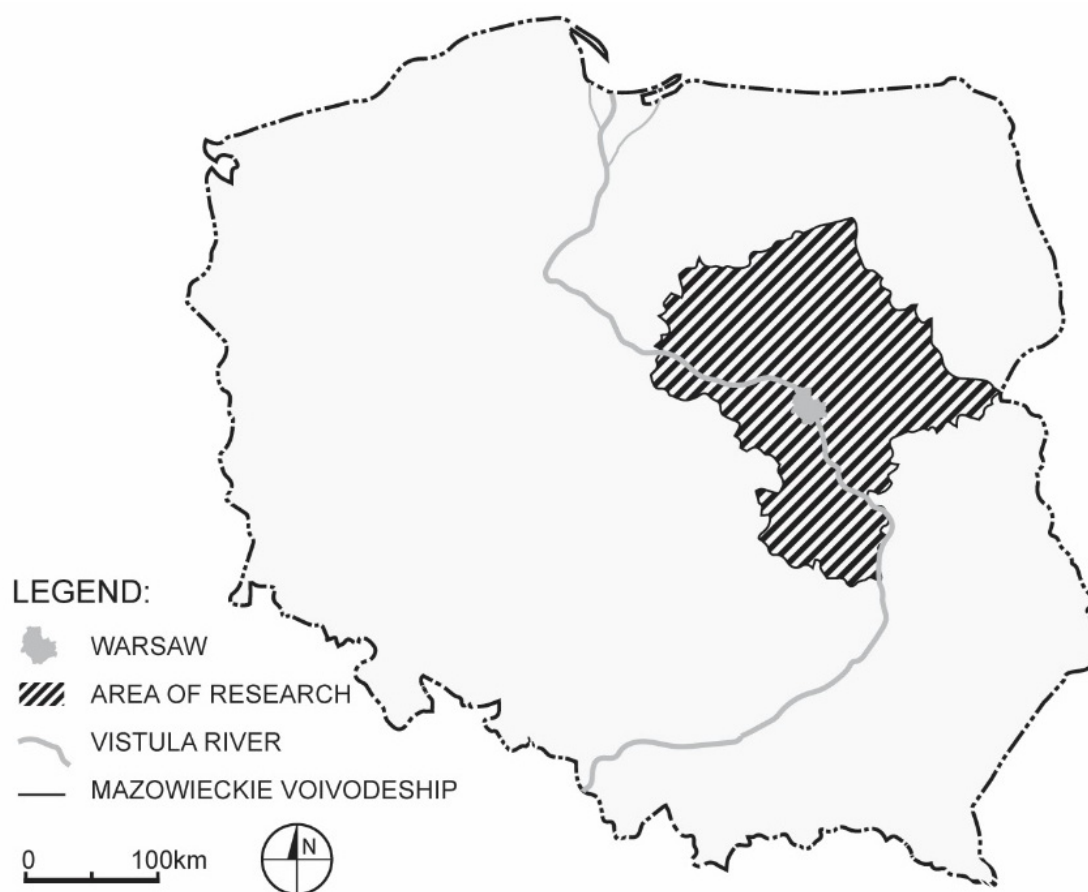 LEGEND:
WARSAW
AREA OF RESEARCH
VISTULA RIVER
MAZOWIECKIE VOIVODESHIP
0 100km
N